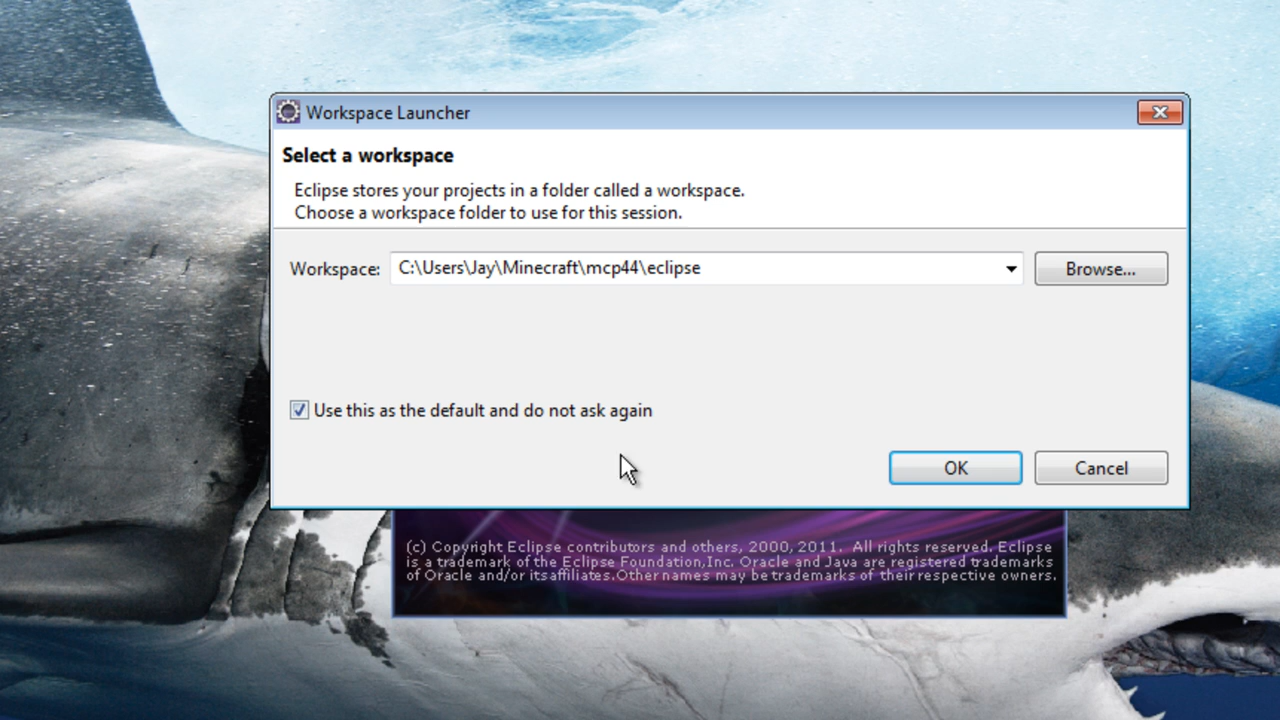 Workspace Launcher
Select a workspace
Eclipse stores your projects in a folder called a workspace.
Choose a workspace folder to use for this session.
Workspace: C:\Users\Jay\Minecraft\mcp44\eclipse Browse...
Use this as the default and do not ask again
OK Cancel
(c) Copyright Eclipse contributors and others, 2000, 2011. All rights reserved. Eclipse
is a trademark of the Eclipse Foundation,Inc. Oracle and Java are registered trademarks
of Oracle and/or itsaffiliates.Other names may be trademarks of their respective owners.